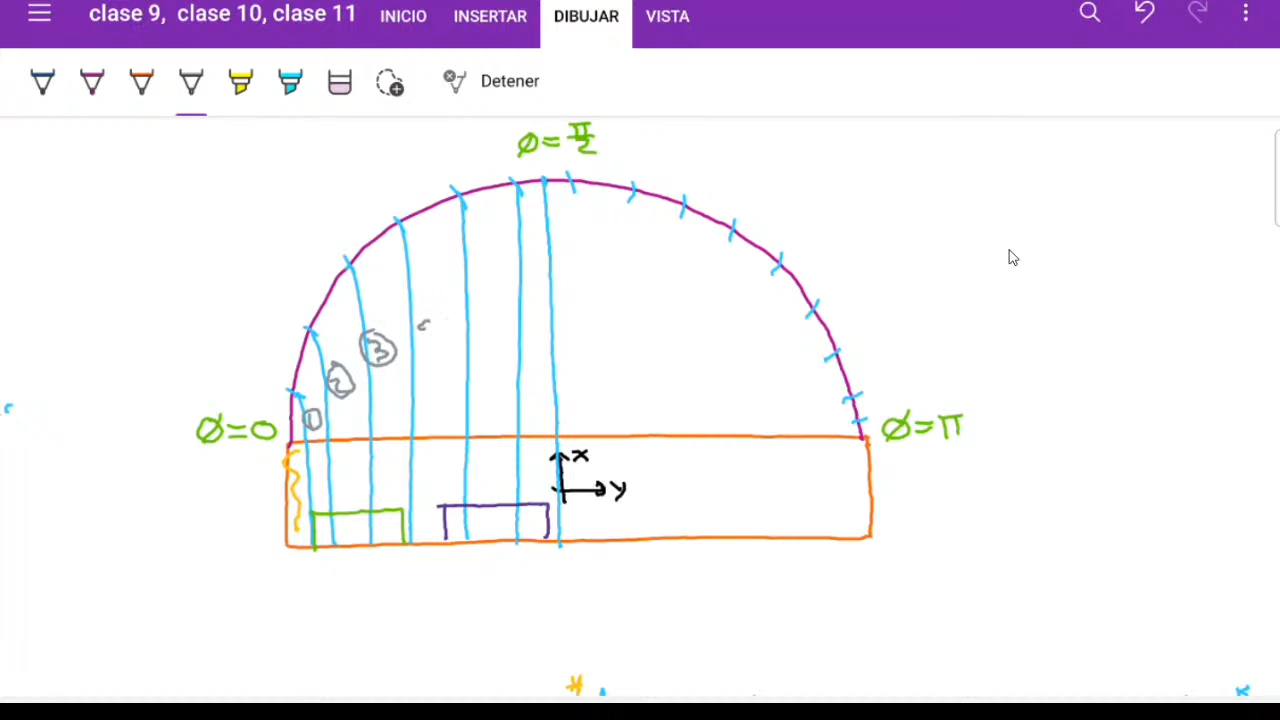 clase 9, clase 10, clase 11 INICIO INSERTAR DIBUJAR VISTA
Detener
ø = π/2
3
2
1
ø = 0
ø = π
x
y